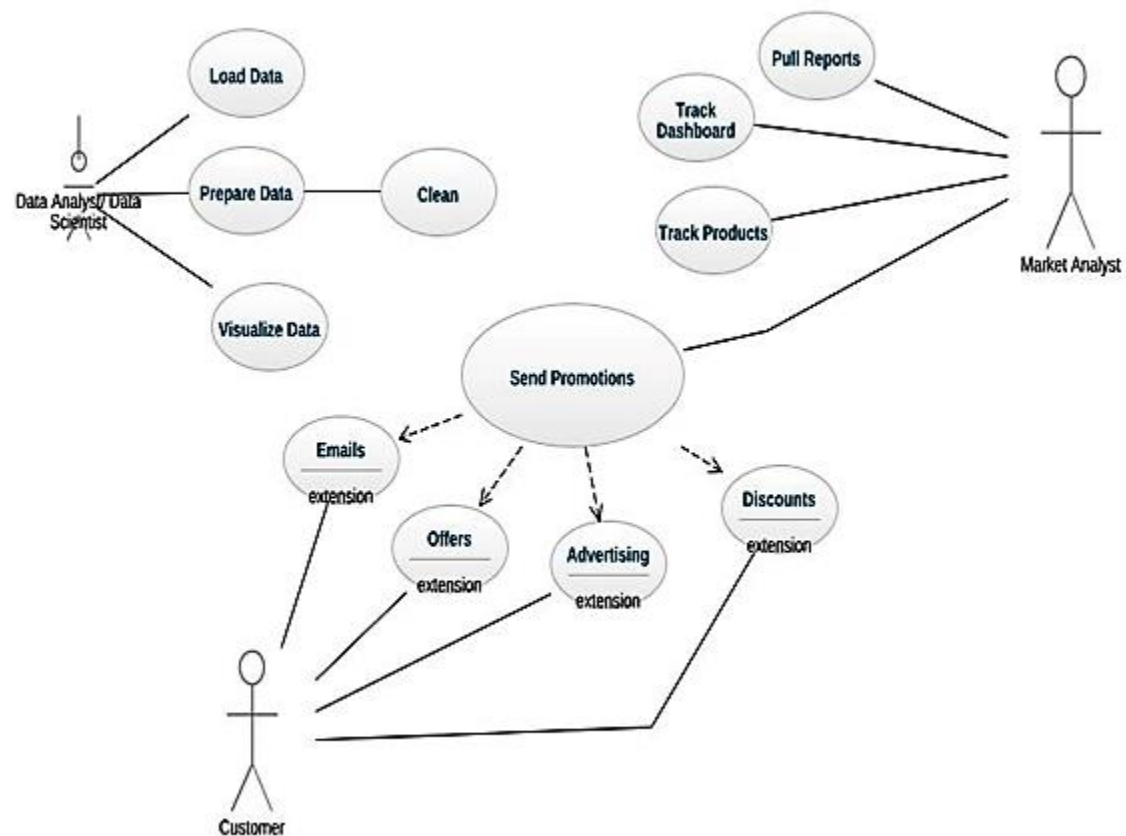 Load Data
Pull Reports
Track
Dashboard
Data Analyst/ Data
Scientist
Prepare Data
Clean
Track Products
Market Analyst
Visualize Data
Send Promotions
Emails
extension
Offers
extension
Advertising
extension
Discounts
extension
Customer